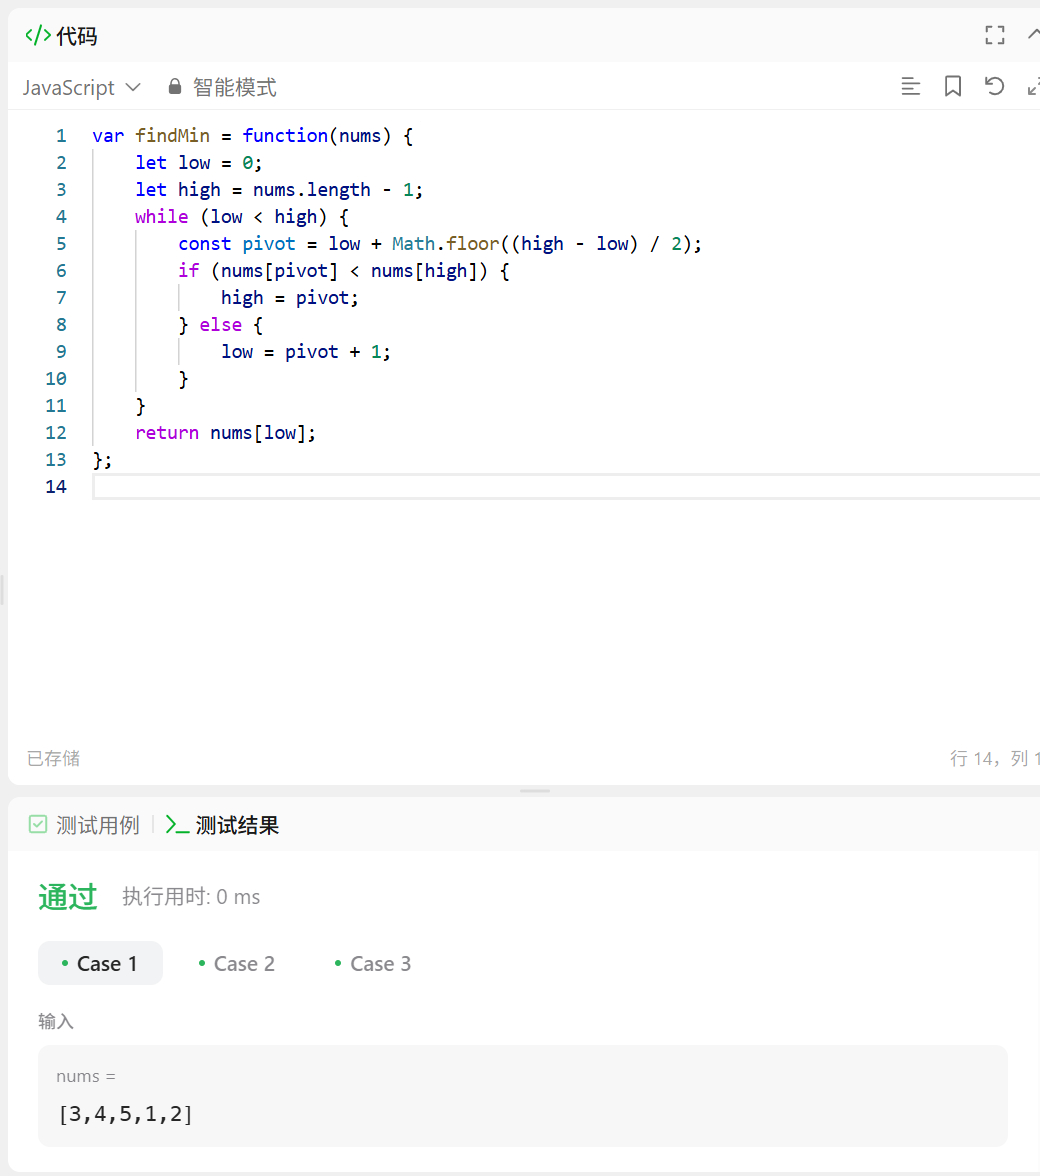 </> 代码
JavaScript 智能模式
1 var findMin = function(nums) {
2     let low = 0;
3     let high = nums.length - 1;
4     while (low < high) {
5         const pivot = low + Math.floor((high - low) / 2);
6         if (nums[pivot] < nums[high]) {
7             high = pivot;
8         } else {
9             low = pivot + 1;
10         }
11     }
12     return nums[low];
13 };
14
已存储 行 14，列 1
测试用例 >_ 测试结果
通过 执行用时: 0 ms
• Case 1 • Case 2 • Case 3
输入
nums =
[3,4,5,1,2]